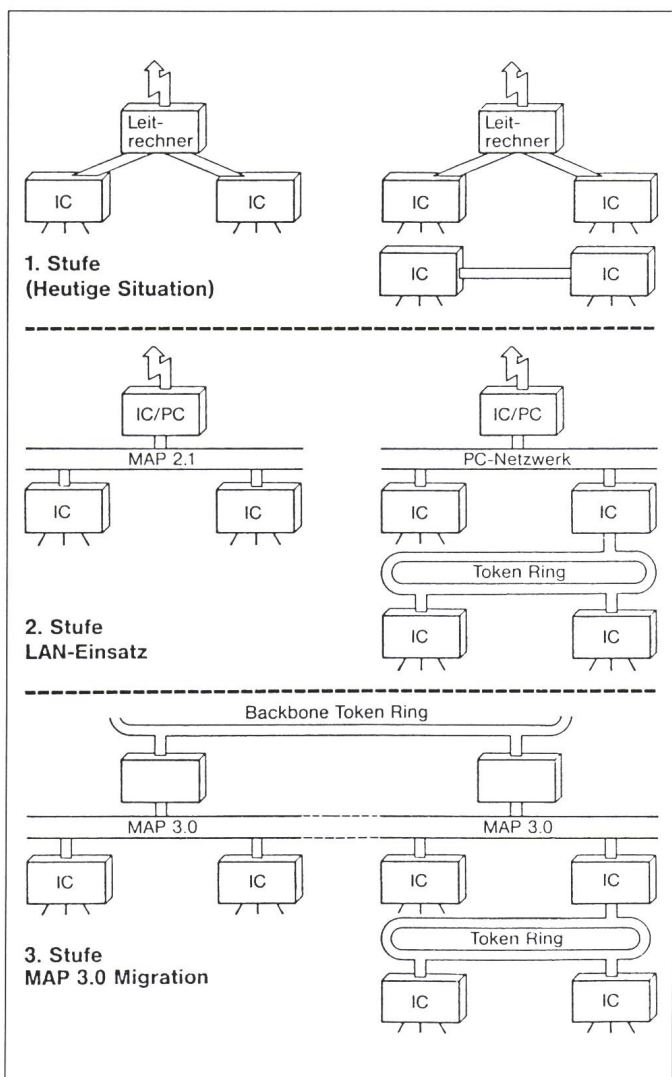 Leit-
rechner
Leit-
rechner
IC
IC
IC
IC
IC
IC
1. Stufe
(Heutige Situation)
IC/PC
IC/PC
MAP 2.1
PC-Netzwerk
IC
IC
IC
IC
Token Ring
IC
IC
2. Stufe
LAN-Einsatz
Backbone Token Ring
MAP 3.0
MAP 3.0
IC
IC
IC
IC
Token Ring
IC
IC
3. Stufe
MAP 3.0 Migration